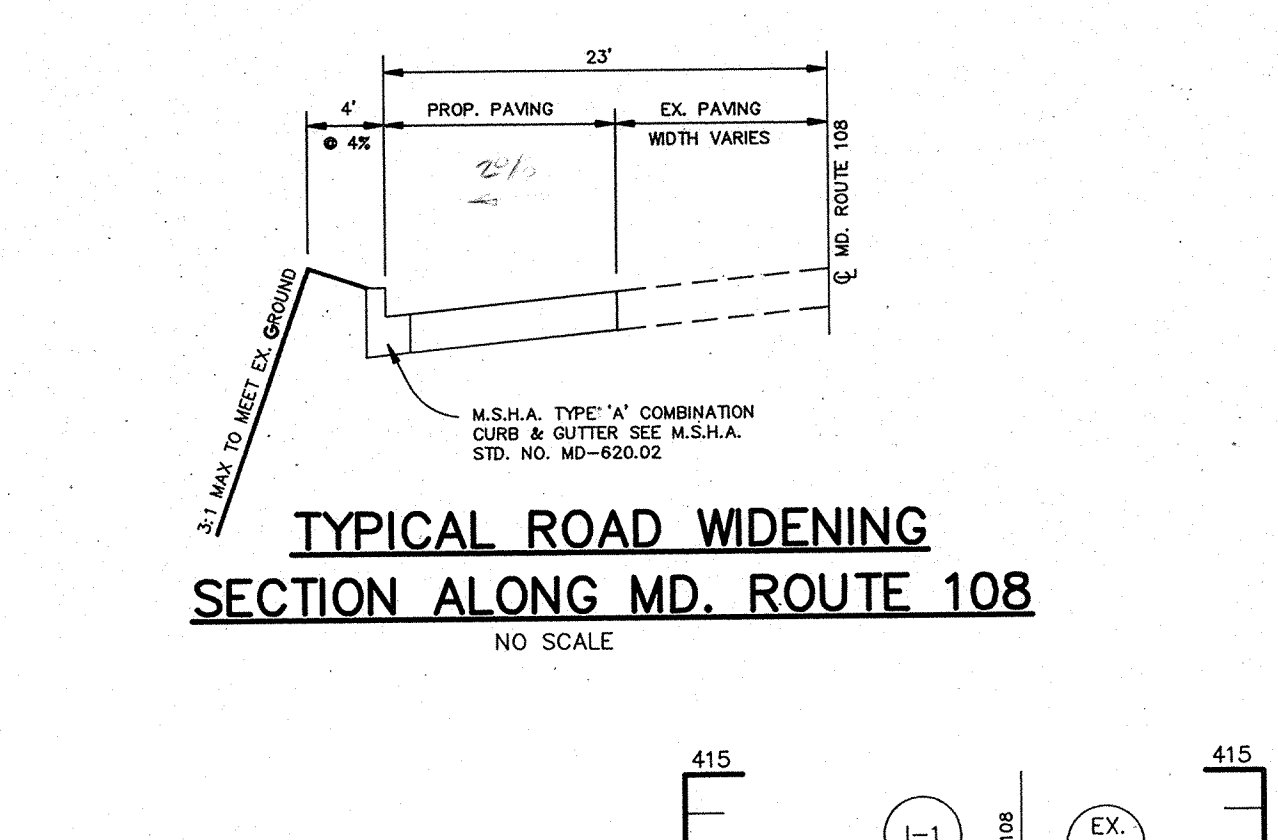 23'
4'
PROP. PAVING
EX. PAVING
@ 4%
WIDTH VARIES
2%
℄ MD. ROUTE 108
3:1 MAX TO MEET EX. GROUND
M.S.H.A. TYPE 'A' COMBINATION
CURB & GUTTER SEE M.S.H.A.
STD. NO. MD-620.02
TYPICAL ROAD WIDENING
SECTION ALONG MD. ROUTE 108
NO SCALE
415
415
I-1
108
EX.